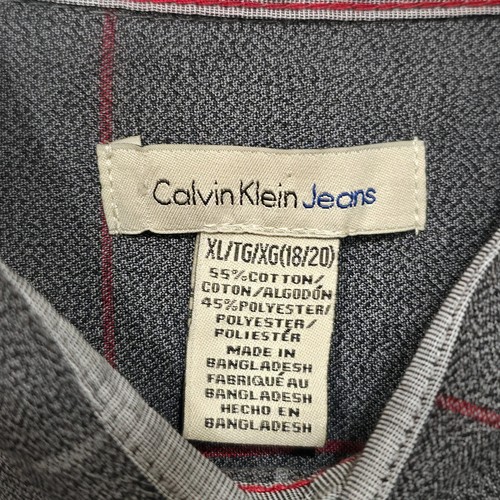 Calvin Klein Jeans
XL/TG/XG(18/20)
55%COTTON/
COTON/ALGODÓN
45%POLYESTER/
POLYESTER/
POLIESTÉR
MADE IN
BANGLADESH
FABRIQUÉ AU
BANGLADESH
HECHO EN
BANGLADESH